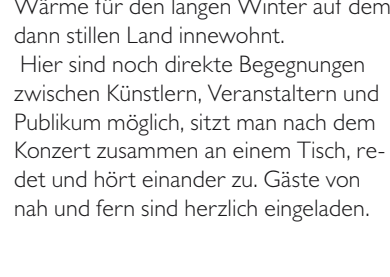 Wärme für den langen Winter auf dem
dann stillen Land innewohnt.
Hier sind noch direkte Begegnungen
zwischen Künstlern, Veranstaltern und
Publikum möglich, sitzt man nach dem
Konzert zusammen an einem Tisch, re-
det und hört einander zu. Gäste von
nah und fern sind herzlich eingeladen.